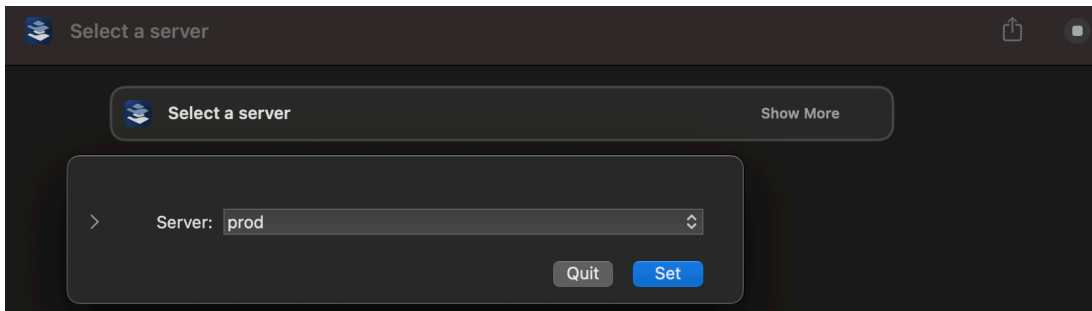 Select a server
Select a server Show More
Server: prod
Quit Set